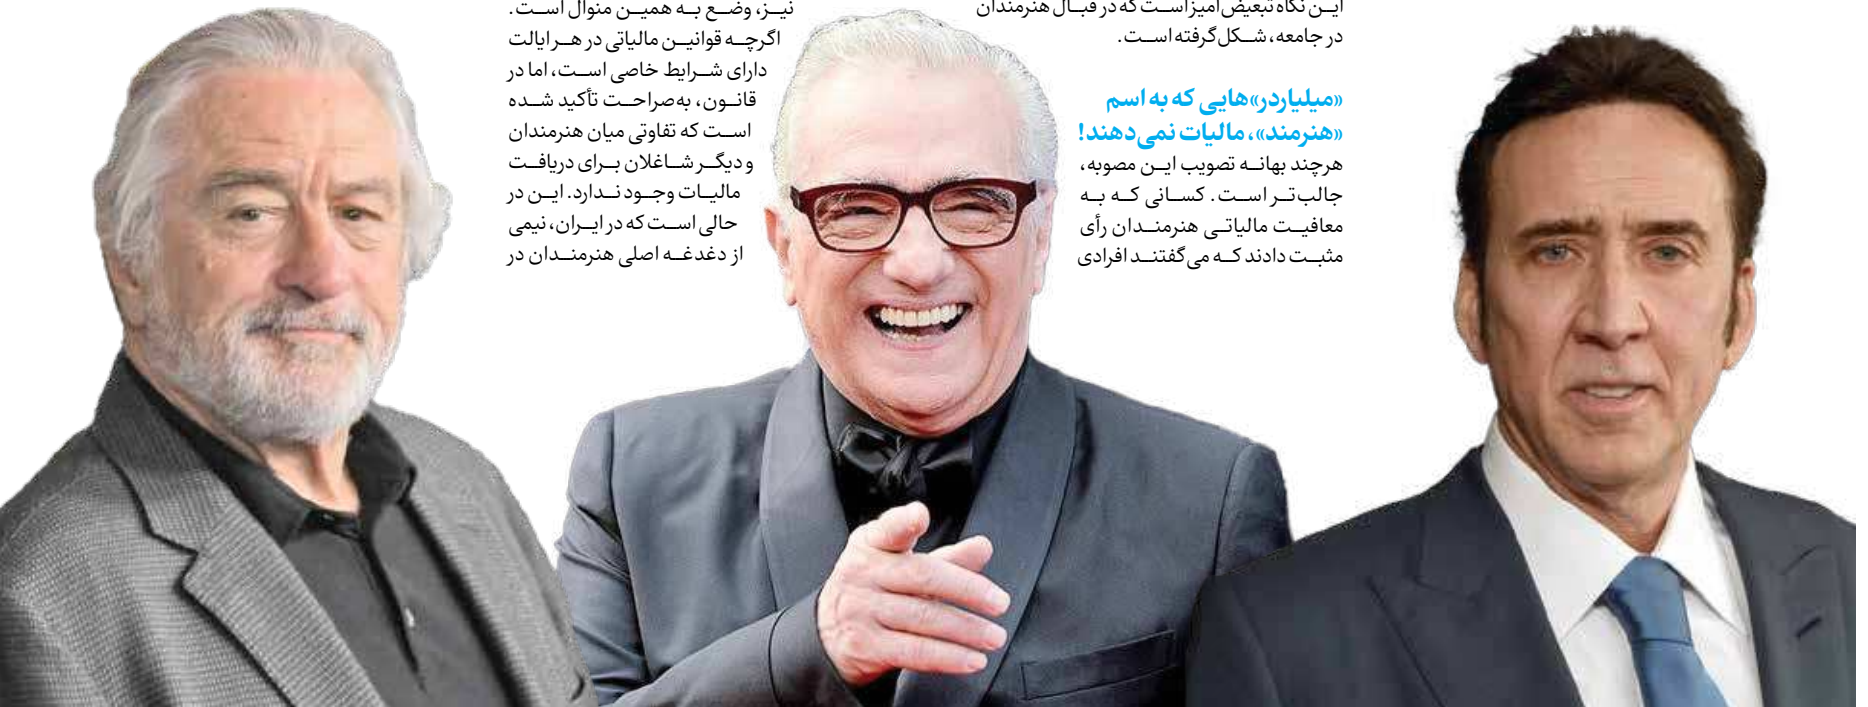 این نگاه تبعیض‌آمیز است که در قبال هنرمندان
در جامعه، شکل گرفته است.
«میلیاردر»هایی که به اسم
«هنرمند»، مالیات نمی‌دهند!
هرچند بهانه تصویب این مصوبه،
جالب‌تر است. کسانی که به
معافیت مالیاتی هنرمندان رأی
مثبت دادند که می‌گفتند افرادی
نیز، وضع به همین منوال است.
اگرچه قوانین مالیاتی در هر ایالت
دارای شرایط خاصی است، اما در
قانون، به‌صراحت تأکید شده
است که تفاوتی میان هنرمندان
و دیگر شاغلان برای دریافت
مالیات وجود ندارد. این در
حالی است که در ایران، نیمی
از دغدغه اصلی هنرمندان در